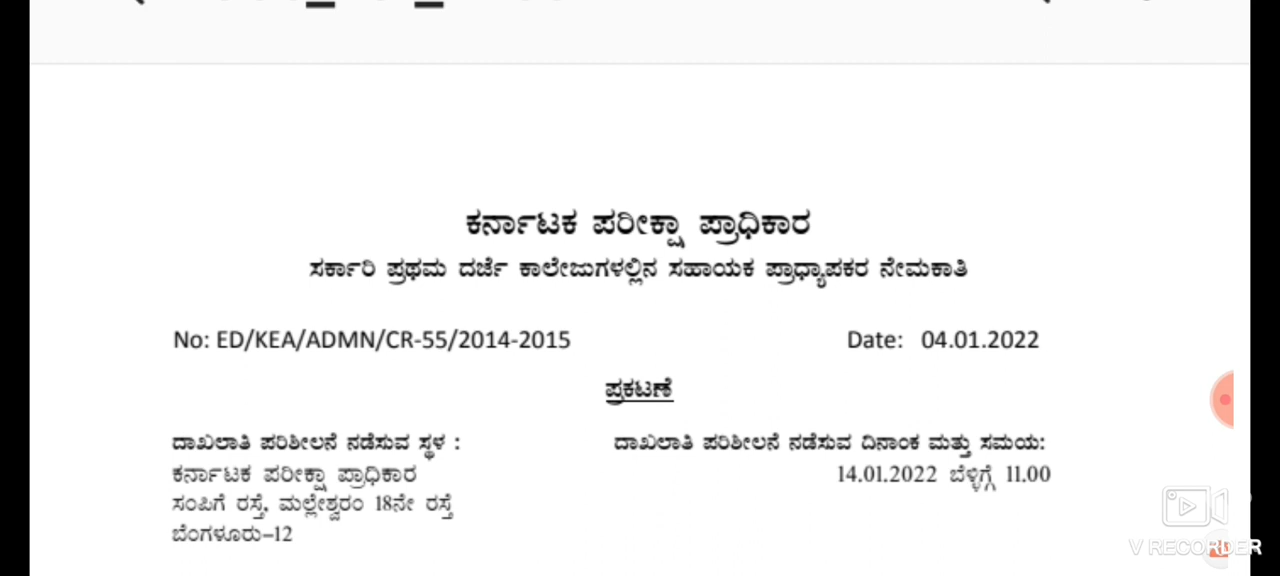 ಕರ್ನಾಟಕ ಪರೀಕ್ಷಾ ಪ್ರಾಧಿಕಾರ
ಸರ್ಕಾರಿ ಪ್ರಥಮ ದರ್ಜೆ ಕಾಲೇಜುಗಳಲ್ಲಿನ ಸಹಾಯಕ ಪ್ರಾಧ್ಯಾಪಕರ ನೇಮಕಾತಿ
No: ED/KEA/ADMN/CR-55/2014-2015 Date: 04.01.2022
ಪ್ರಕಟಣೆ
ದಾಖಲಾತಿ ಪರಿಶೀಲನೆ ನಡೆಸುವ ಸ್ಥಳ : ದಾಖಲಾತಿ ಪರಿಶೀಲನೆ ನಡೆಸುವ ದಿನಾಂಕ ಮತ್ತು ಸಮಯ:
ಕರ್ನಾಟಕ ಪರೀಕ್ಷಾ ಪ್ರಾಧಿಕಾರ 14.01.2022 ಬೆಳ್ಳಿಗ್ಗೆ 11.00
ಸಂಪಿಗೆ ರಸ್ತೆ, ಮಲ್ಲೇಶ್ವರಂ 18ನೇ ರಸ್ತೆ
ಬೆಂಗಳೂರು–12
V RECORDER